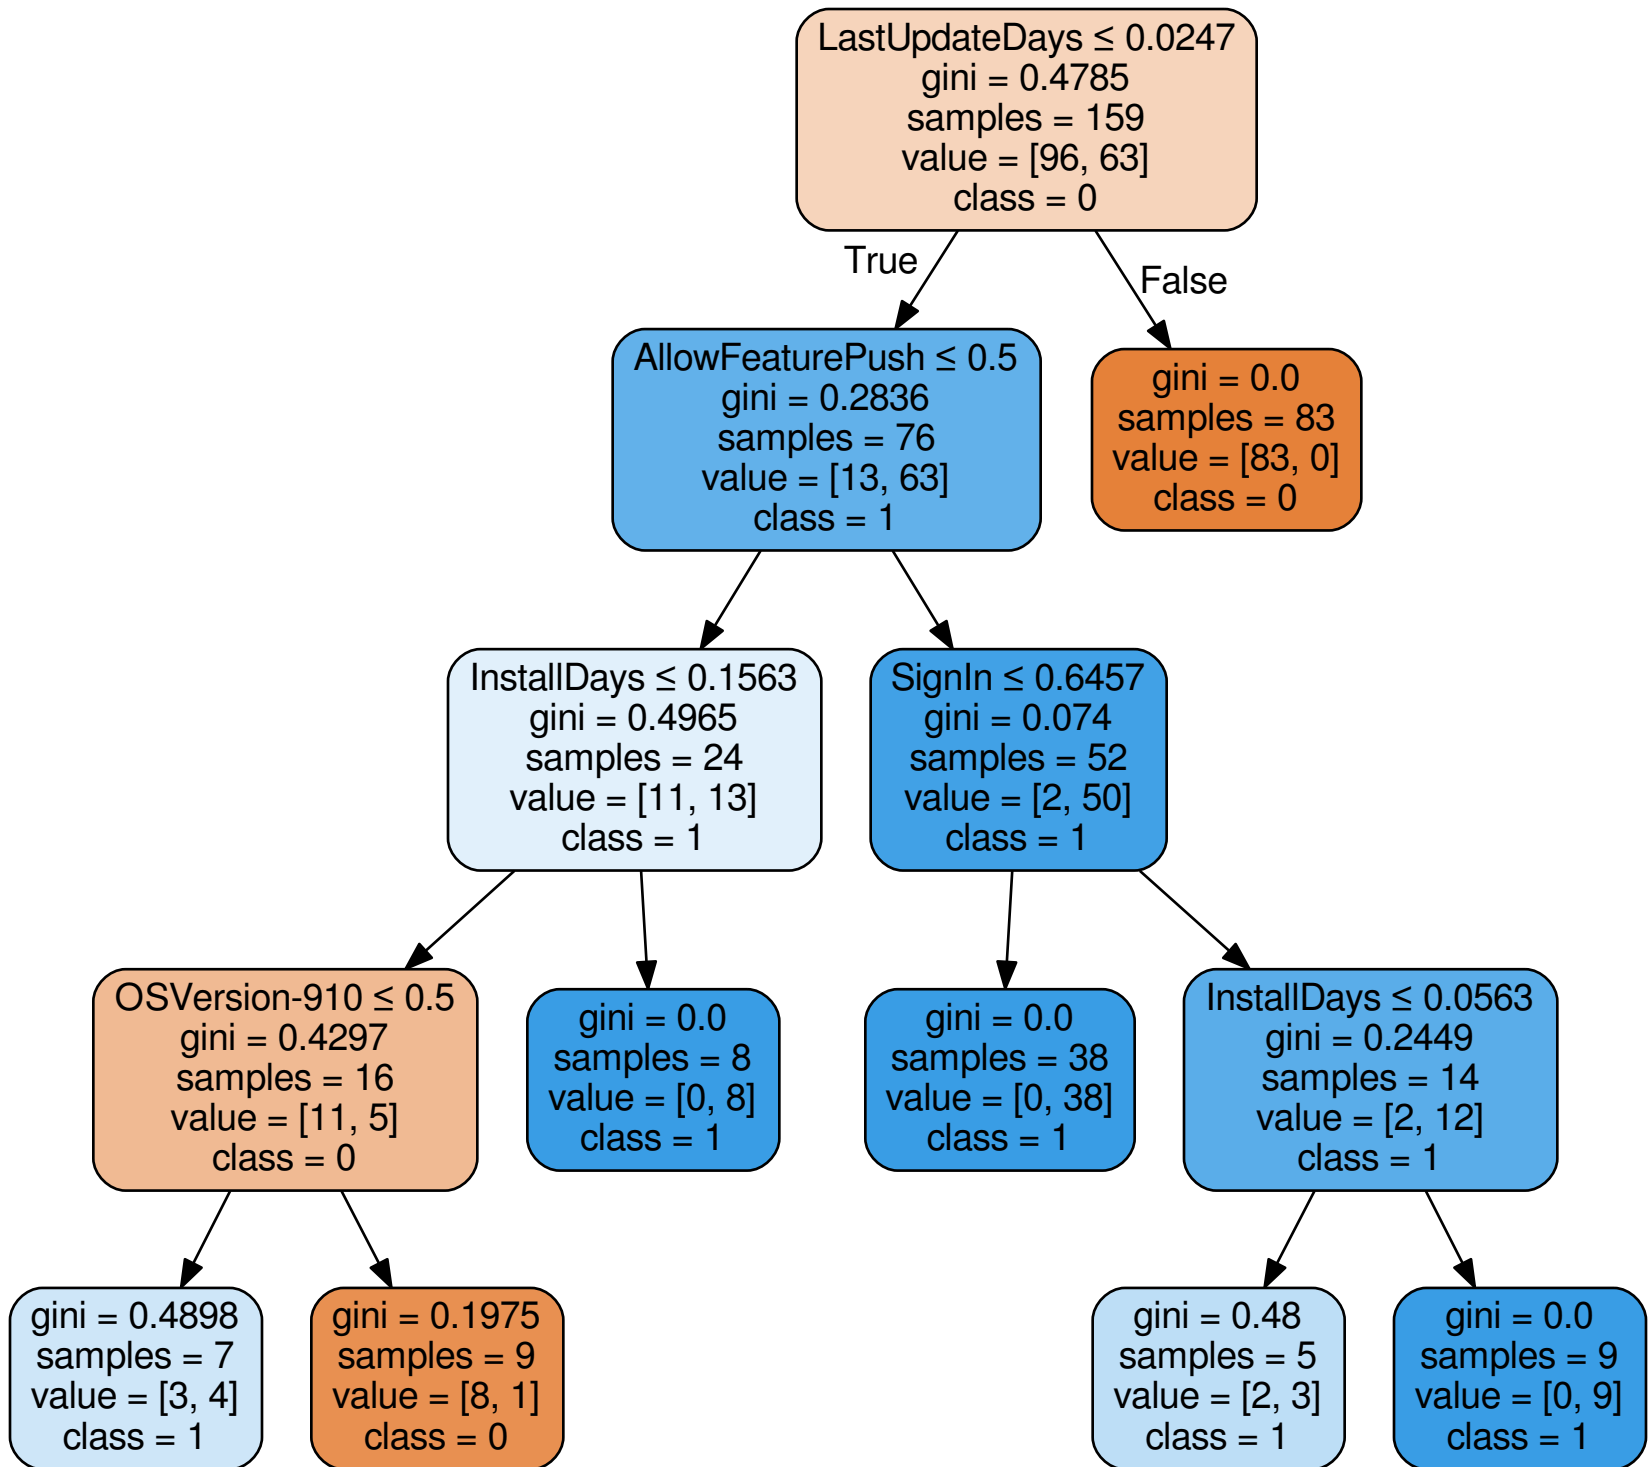 LastUpdateDays ≤ 0.0247
gini = 0.4785
samples = 159
value = [96, 63]
class = 0
True
False
AllowFeaturePush ≤ 0.5
gini = 0.2836
samples = 76
value = [13, 63]
class = 1
gini = 0.0
samples = 83
value = [83, 0]
class = 0
InstallDays ≤ 0.1563
gini = 0.4965
samples = 24
value = [11, 13]
class = 1
SignIn ≤ 0.6457
gini = 0.074
samples = 52
value = [2, 50]
class = 1
OSVersion-910 ≤ 0.5
gini = 0.4297
samples = 16
value = [11, 5]
class = 0
gini = 0.0
samples = 8
value = [0, 8]
class = 1
gini = 0.0
samples = 38
value = [0, 38]
class = 1
InstallDays ≤ 0.0563
gini = 0.2449
samples = 14
value = [2, 12]
class = 1
gini = 0.4898
samples = 7
value = [3, 4]
class = 1
gini = 0.1975
samples = 9
value = [8, 1]
class = 0
gini = 0.48
samples = 5
value = [2, 3]
class = 1
gini = 0.0
samples = 9
value = [0, 9]
class = 1